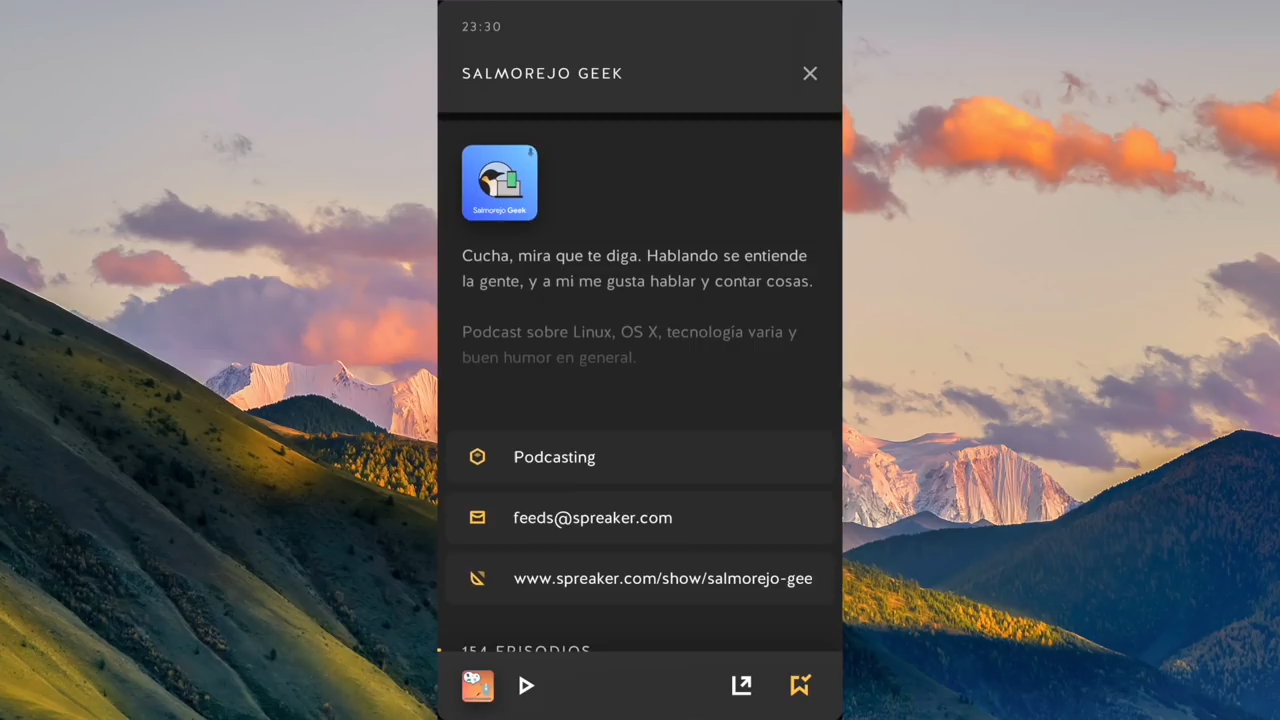 23:30
SALMOREJO GEEK
Salmorejo Geek
Cucha, mira que te diga. Hablando se entiende
la gente, y a mi me gusta hablar y contar cosas.
Podcast sobre Linux, OS X, tecnología varia y
buen humor en general.
Podcasting
feeds@spreaker.com
www.spreaker.com/show/salmorejo-gee
154 EPISODIOS